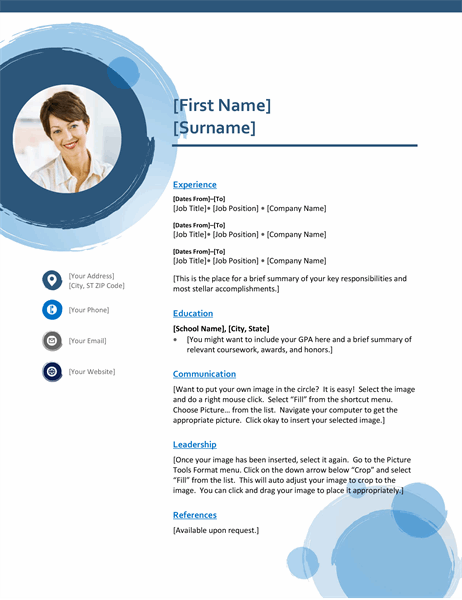 [First Name]
[Surname]
Experience
[Dates From]–[To]
[Job Title]• [Job Position] • [Company Name]
[Dates From]–[To]
[Job Title]• [Job Position] • [Company Name]
[Dates From]–[To]
[Job Title]• [Job Position] • [Company Name]
[This is the place for a brief summary of your key responsibilities and
most stellar accomplishments.]
[Your Address]
[City, ST ZIP Code]
[Your Phone]
[Your Email]
[Your Website]
Education
[School Name], [City, State]
• [You might want to include your GPA here and a brief summary of
relevant coursework, awards, and honors.]
Communication
[Want to put your own image in the circle? It is easy! Select the image
and do a right mouse click. Select “Fill” from the shortcut menu.
Choose Picture… from the list. Navigate your computer to get the
appropriate picture. Click okay to insert your selected image.]
Leadership
[Once your image has been inserted, select it again. Go to the Picture
Tools Format menu. Click on the down arrow below “Crop” and select
“Fill” from the list. This will auto adjust your image to crop to the
image. You can click and drag your image to place it appropriately.]
References
[Available upon request.]